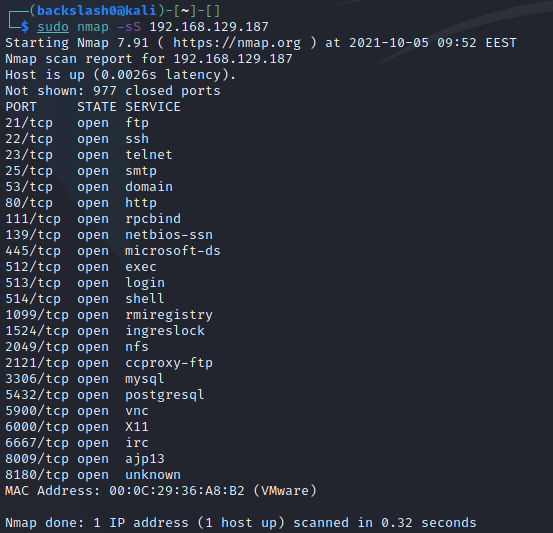 ┌──(backslash0@kali)-[~]-[]
└─$ sudo nmap -sS 192.168.129.187
Starting Nmap 7.91 ( https://nmap.org ) at 2021-10-05 09:52 EEST
Nmap scan report for 192.168.129.187
Host is up (0.0026s latency).
Not shown: 977 closed ports
PORT     STATE SERVICE
21/tcp   open  ftp
22/tcp   open  ssh
23/tcp   open  telnet
25/tcp   open  smtp
53/tcp   open  domain
80/tcp   open  http
111/tcp  open  rpcbind
139/tcp  open  netbios-ssn
445/tcp  open  microsoft-ds
512/tcp  open  exec
513/tcp  open  login
514/tcp  open  shell
1099/tcp open  rmiregistry
1524/tcp open  ingreslock
2049/tcp open  nfs
2121/tcp open  ccproxy-ftp
3306/tcp open  mysql
5432/tcp open  postgresql
5900/tcp open  vnc
6000/tcp open  X11
6667/tcp open  irc
8009/tcp open  ajp13
8180/tcp open  unknown
MAC Address: 00:0C:29:36:A8:B2 (VMware)
Nmap done: 1 IP address (1 host up) scanned in 0.32 seconds